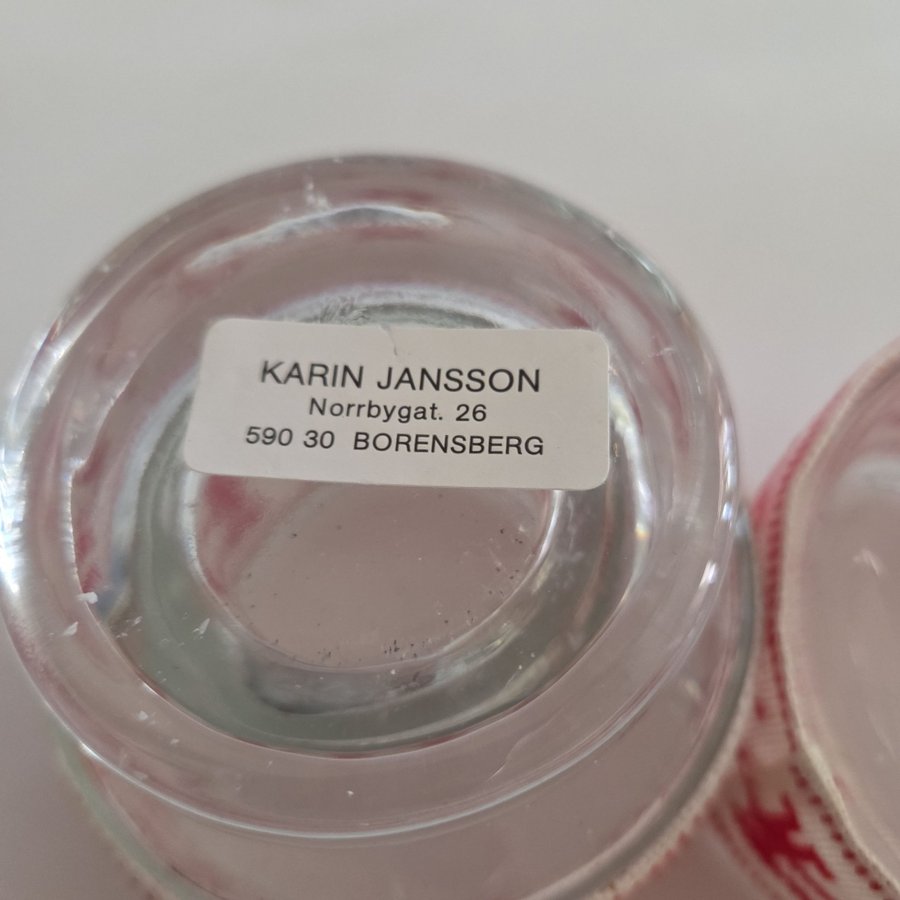 KARIN JANSSON
Norrbygat. 26
590 30 BORENSBERG